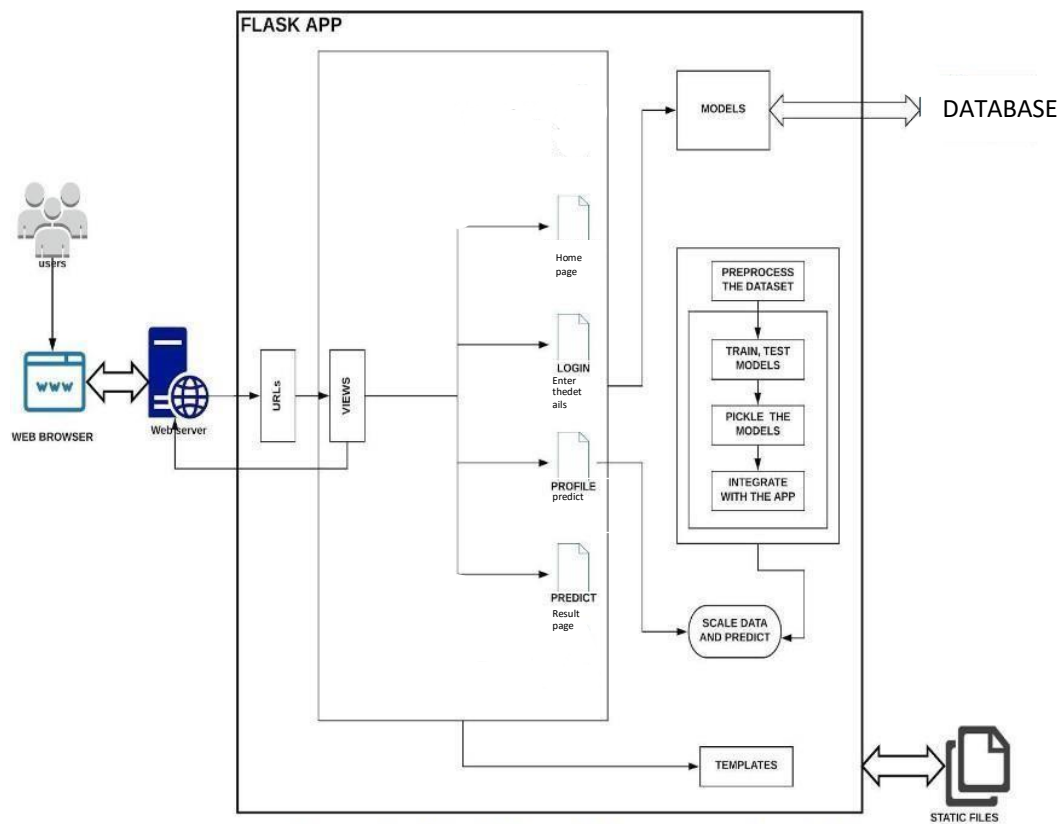 FLASK APP
MODELS
DATABASE
users
Home
page
PREPROCESS
THE DATASET
TRAIN, TEST
MODELS
LOGIN
Enter
thedet
ails
URLs
VIEWS
www
WEB BROWSER
Web server
PICKLE THE
MODELS
INTEGRATE
WITH THE APP
PROFILE
predict
PREDICT
Result
page
SCALE DATA
AND PREDICT
TEMPLATES
STATIC FILES